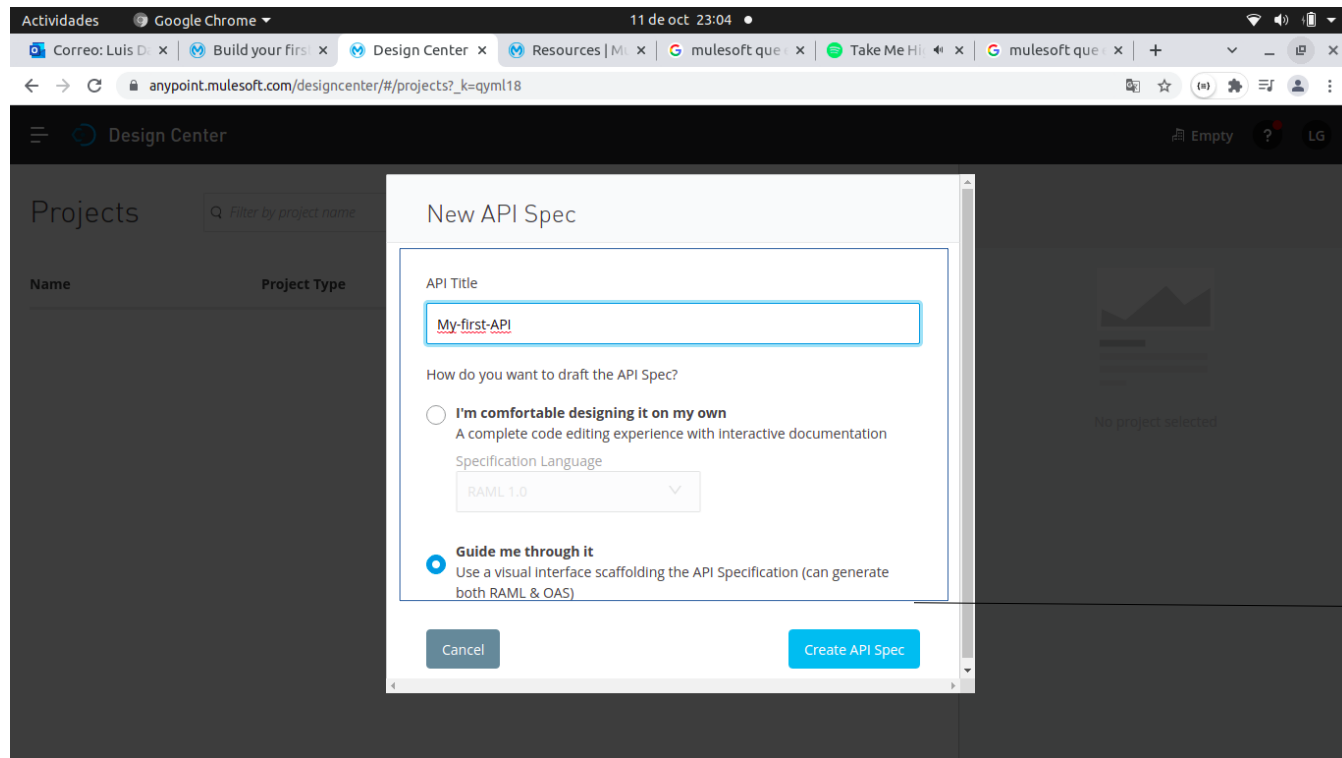 Actividades Google Chrome 11 de oct 23:04
Correo: Luis D Build your firs Design Center Resources | Mu mulesoft que Take Me Hi mulesoft que
anypoint.mulesoft.com/designcenter/#/projects?_k=qyml18
Design Center Empty ? LG
Projects Filter by project name
Name Project Type
New API Spec
API Title
My-first-API
How do you want to draft the API Spec?
I'm comfortable designing it on my own
A complete code editing experience with interactive documentation
Specification Language
RAML 1.0
Guide me through it
Use a visual interface scaffolding the API Specification (can generate
both RAML & OAS)
Cancel Create API Spec
No project selected